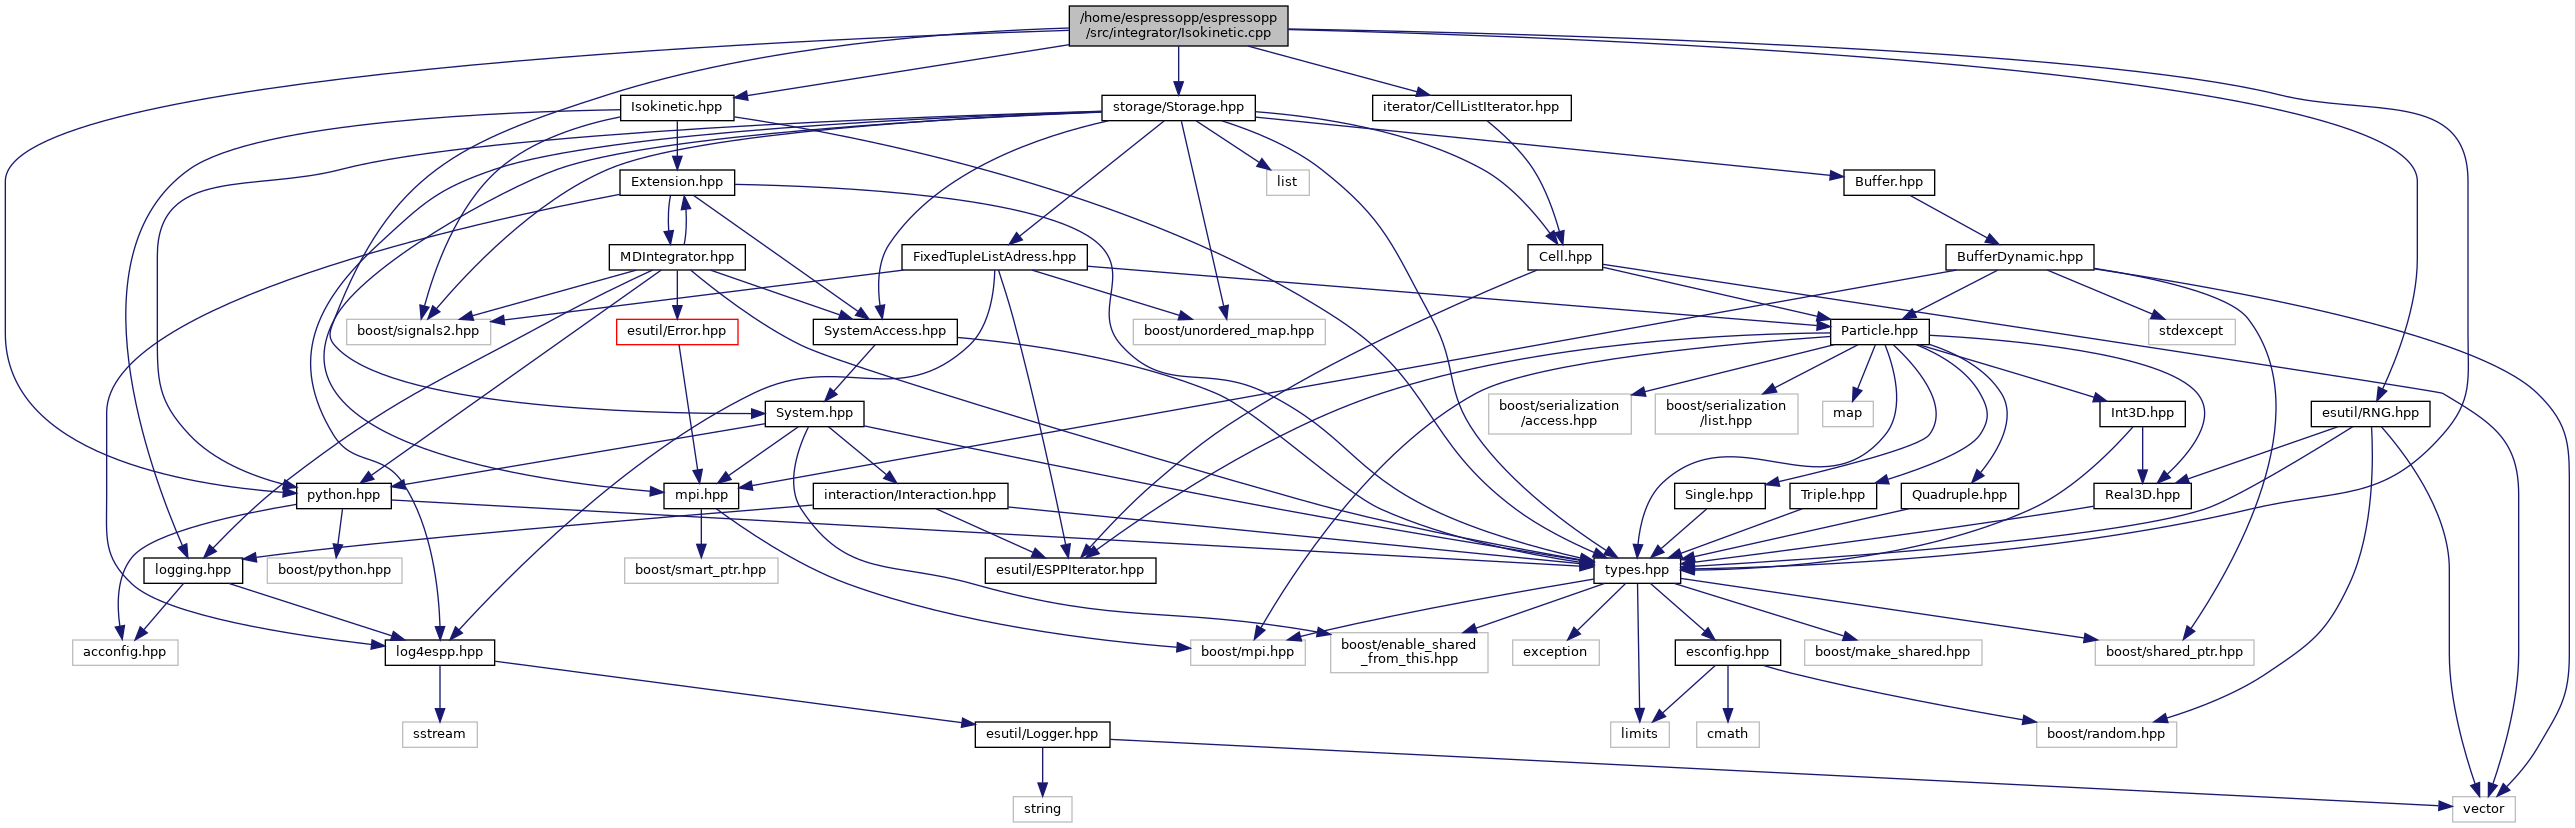 /home/espressopp/espressopp
/src/integrator/Isokinetic.cpp
Isokinetic.hpp
storage/Storage.hpp
iterator/CellListIterator.hpp
Extension.hpp
list
Buffer.hpp
MDIntegrator.hpp
FixedTupleListAdress.hpp
Cell.hpp
BufferDynamic.hpp
boost/signals2.hpp
esutil/Error.hpp
SystemAccess.hpp
boost/unordered_map.hpp
Particle.hpp
stdexcept
System.hpp
boost/serialization
/access.hpp
boost/serialization
/list.hpp
map
Int3D.hpp
esutil/RNG.hpp
python.hpp
mpi.hpp
interaction/Interaction.hpp
Single.hpp
Triple.hpp
Quadruple.hpp
Real3D.hpp
logging.hpp
boost/python.hpp
boost/smart_ptr.hpp
esutil/ESPPIterator.hpp
types.hpp
acconfig.hpp
log4espp.hpp
boost/mpi.hpp
boost/enable_shared
_from_this.hpp
exception
esconfig.hpp
boost/make_shared.hpp
boost/shared_ptr.hpp
sstream
esutil/Logger.hpp
limits
cmath
boost/random.hpp
string
vector